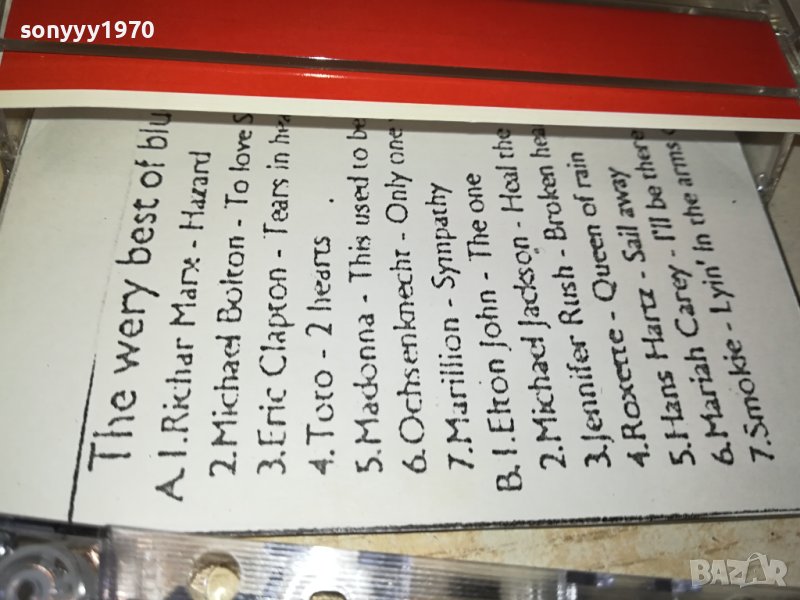 sonyyy1970
The wery best of blu
A 1.Richar Marx - Hazard
2.Michael Bolton - To love S
3.Eric Clapton - Tears in hea
4.Toto - 2 hearts .
5.Madonna - This used to be
6.Ochsenknecht - Only one
7.Marillion - Synnpathy
B. 1.Elton John - The one
2.Michael Jackson - Heal the
3.Jennifer Rush - Broken hea
4.Roxette - Queen of rain
5.Hans Hartz - Sail away
6.Mariah Carey - I'll be there
7.Smokie - Lyin' In the arms
BAZAR